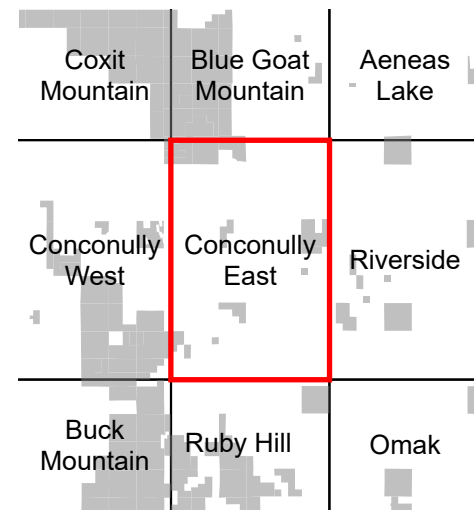 Coxit
Mountain
Blue Goat
Mountain
Aeneas
Lake
Conconully
West
Conconully
East
Riverside
Buck
Mountain
Ruby Hill
Omak